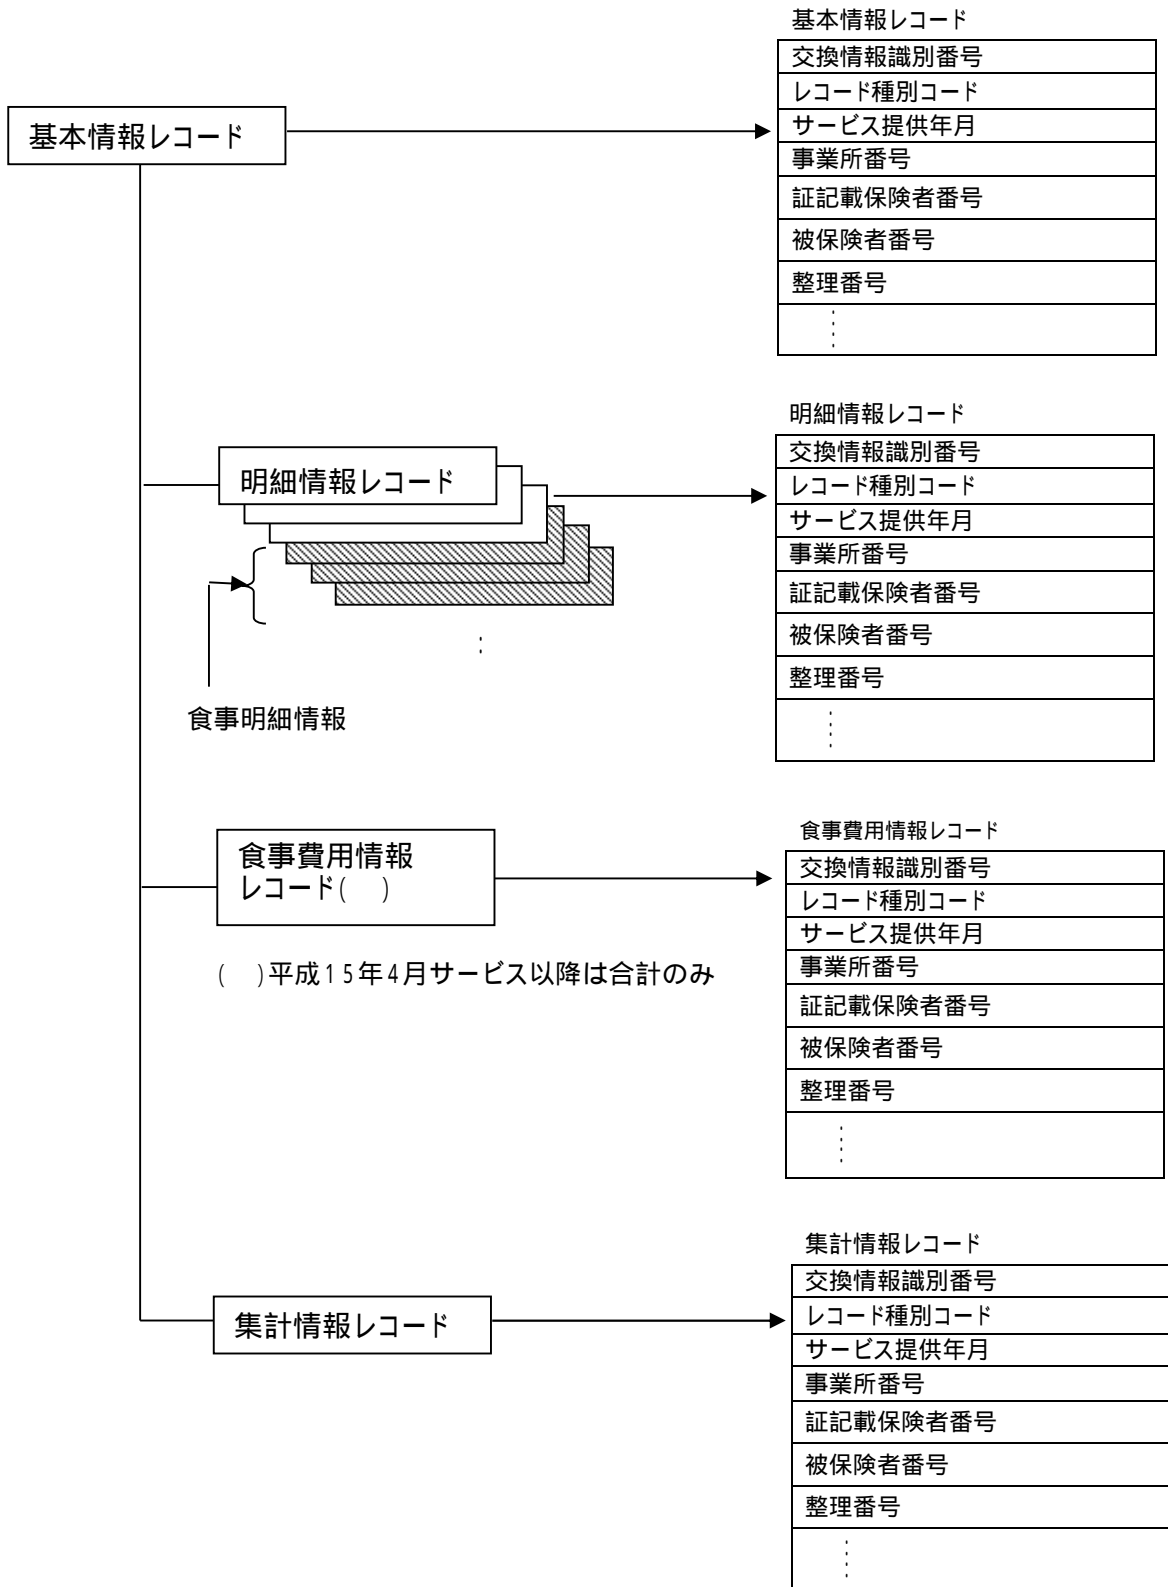 基本情報レコード
基本情報レコード
交換情報識別番号
レコード種別コード
サービス提供年月
事業所番号
証記載保険者番号
被保険者番号
整理番号
明細情報レコード
食事明細情報
明細情報レコード
交換情報識別番号
レコード種別コード
サービス提供年月
事業所番号
証記載保険者番号
被保険者番号
整理番号
食事費用情報
レコード(　)
(　)平成15年4月サービス以降は合計のみ
食事費用情報レコード
交換情報識別番号
レコード種別コード
サービス提供年月
事業所番号
証記載保険者番号
被保険者番号
整理番号
集計情報レコード
集計情報レコード
交換情報識別番号
レコード種別コード
サービス提供年月
事業所番号
証記載保険者番号
被保険者番号
整理番号